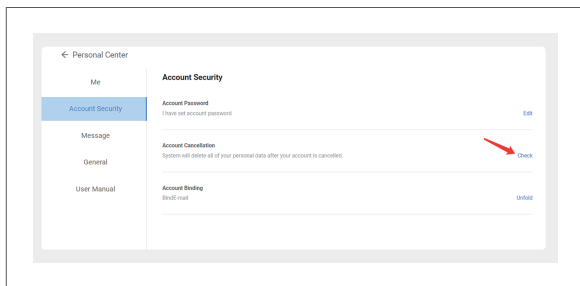 ← Personal Center
Me
Account Security
Message
General
User Manual
Account Security
Account Password
I have set account password
Edit
Account Cancellation
System will delete all of your personal data after your account is cancelled.
Check
Account Binding
BindE-mail
Unfold